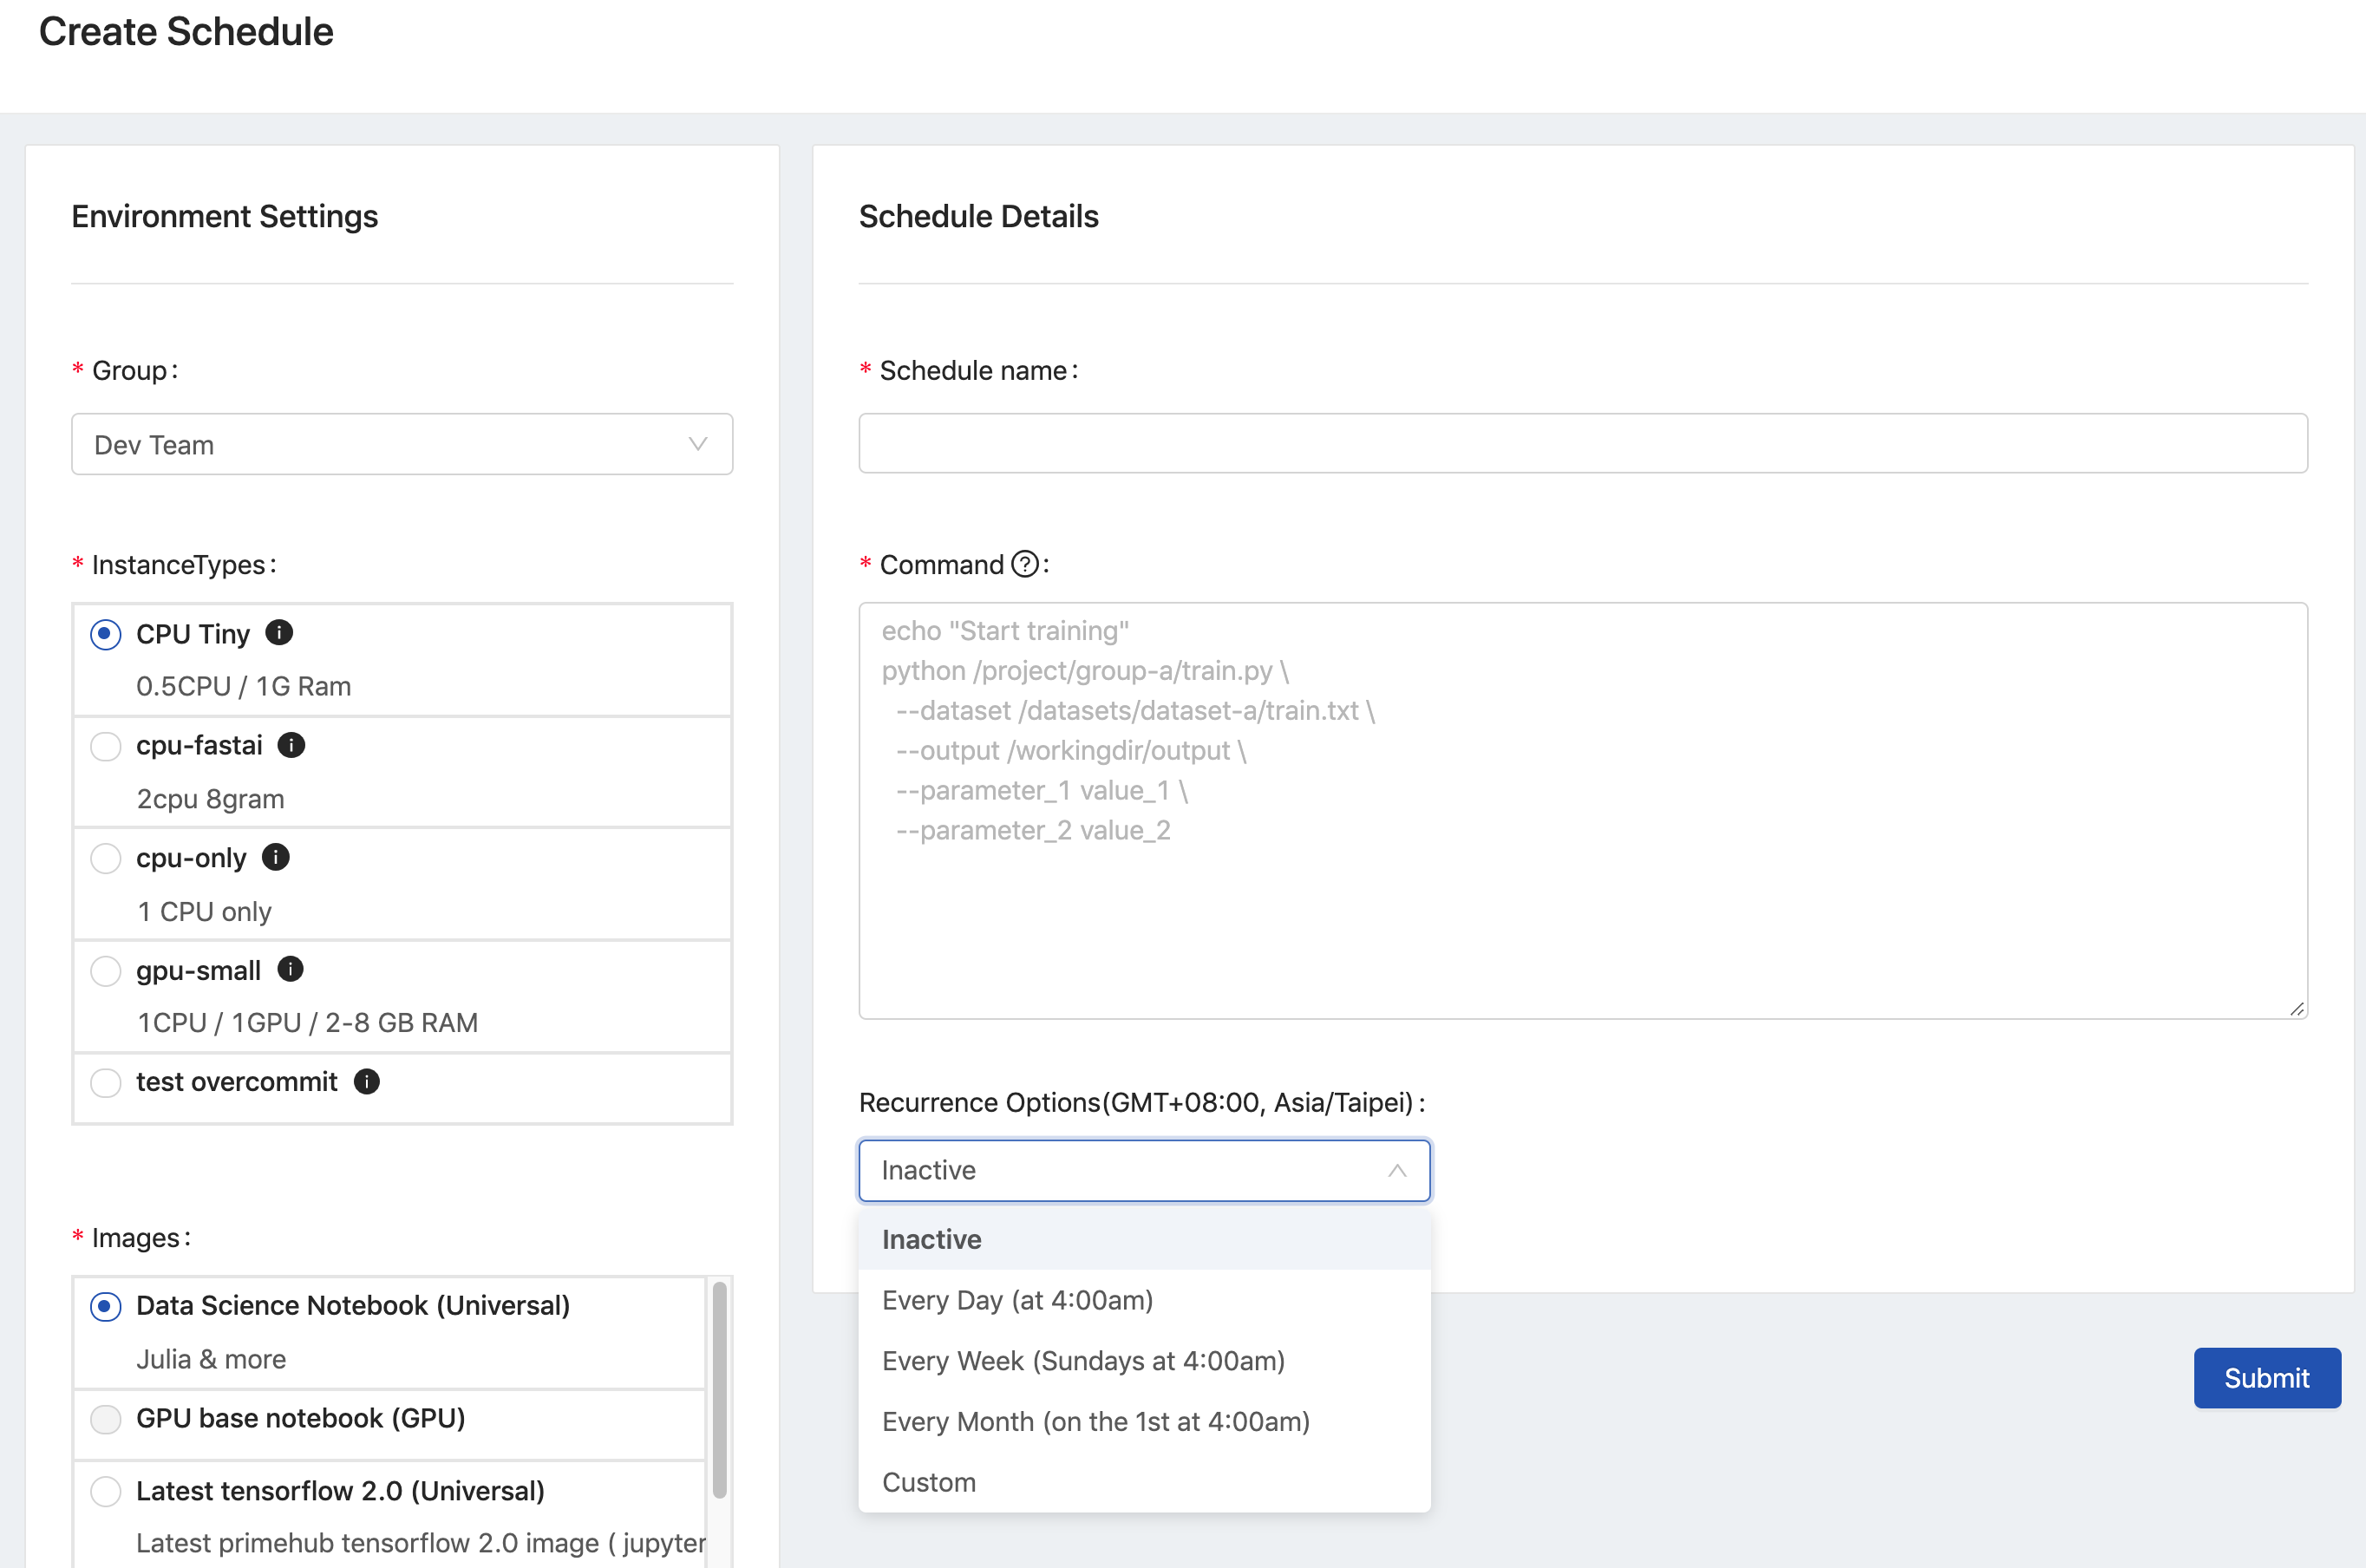 Create Schedule
Environment Settings
* Group:
Dev Team
* InstanceTypes:
CPU Tiny
0.5CPU / 1G Ram
cpu-fastai
2cpu 8gram
cpu-only
1 CPU only
gpu-small
1CPU / 1GPU / 2-8 GB RAM
test overcommit
* Images:
Data Science Notebook (Universal)
Julia & more
GPU base notebook (GPU)
Latest tensorflow 2.0 (Universal)
Latest primehub tensorflow 2.0 image ( jupyter
Schedule Details
* Schedule name:
* Command ? :
echo "Start training"
python /project/group-a/train.py \
--dataset /datasets/dataset-a/train.txt \
--output /workingdir/output \
--parameter_1 value_1 \
--parameter_2 value_2
Recurrence Options(GMT+08:00, Asia/Taipei):
Inactive
Inactive
Every Day (at 4:00am)
Every Week (Sundays at 4:00am)
Every Month (on the 1st at 4:00am)
Custom
Submit